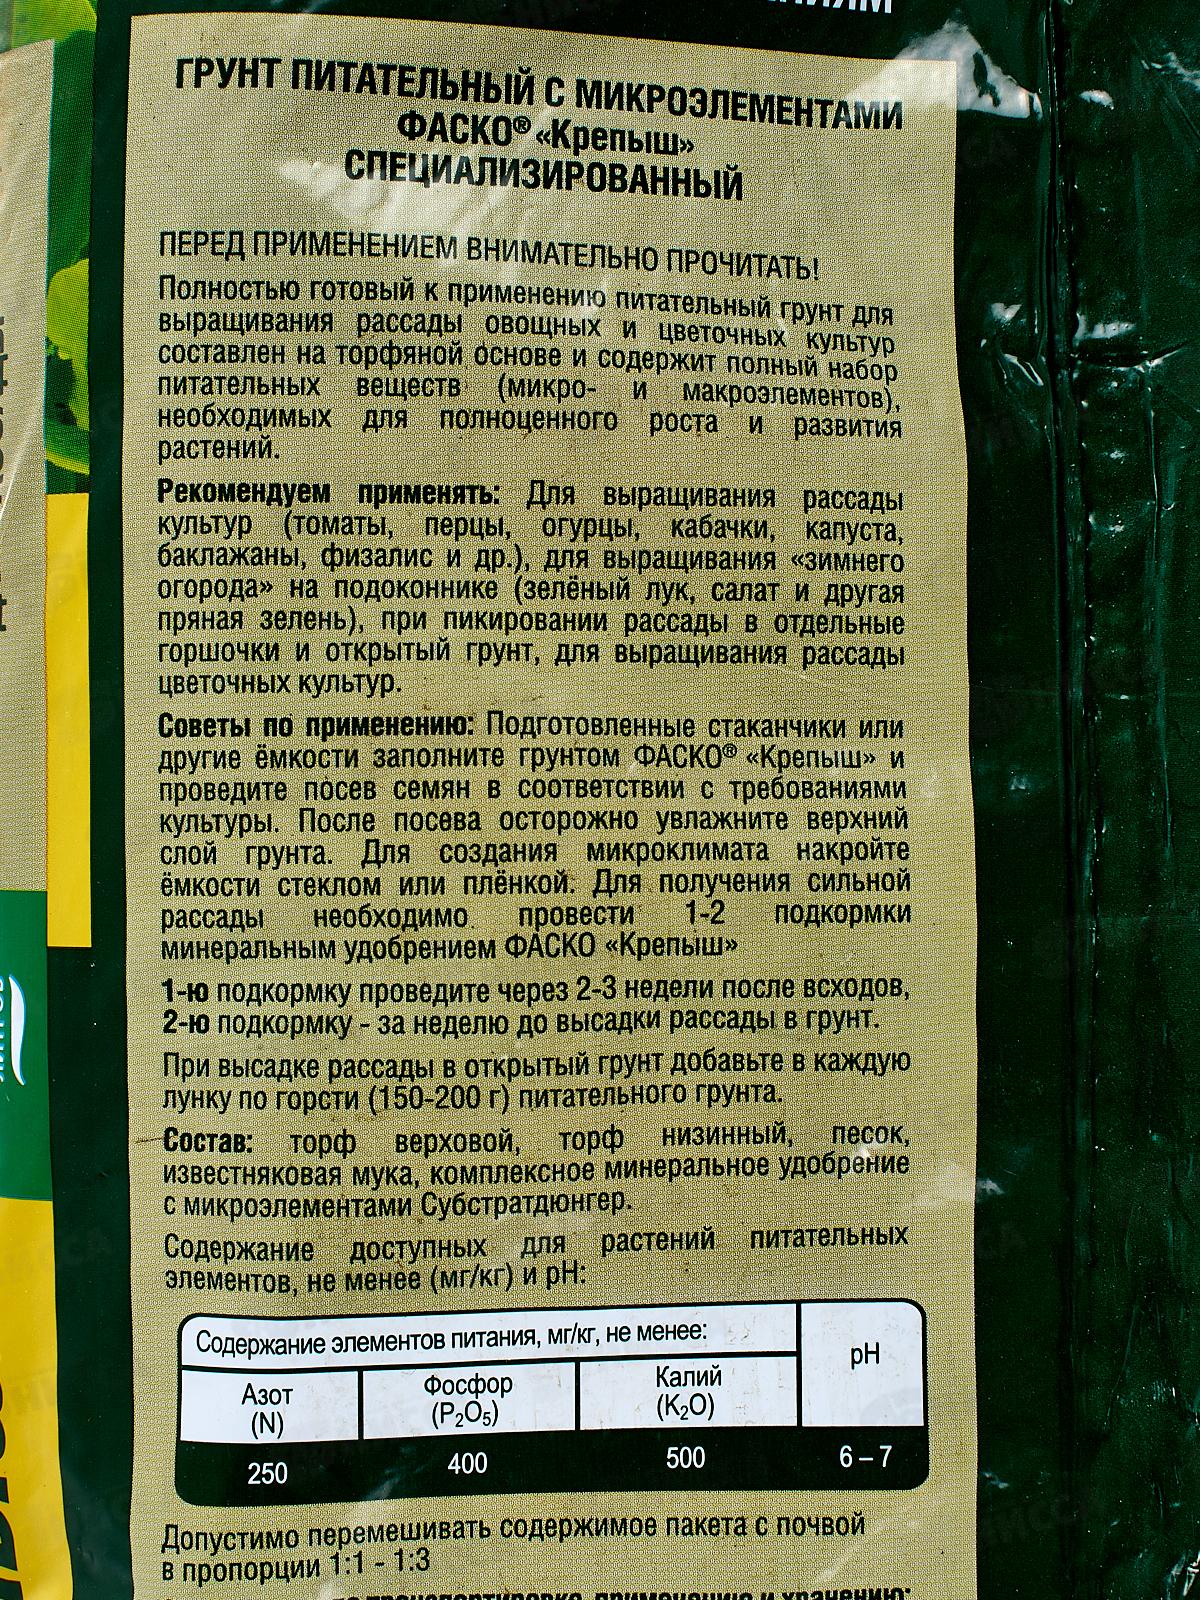 ГРУНТ ПИТАТЕЛЬНЫЙ С МИКРОЭЛЕМЕНТАМИ
ФАСКО® «Крепыш»
СПЕЦИАЛИЗИРОВАННЫЙ
ПЕРЕД ПРИМЕНЕНИЕМ ВНИМАТЕЛЬНО ПРОЧИТАТЬ!
Полностью готовый к применению питательный грунт для
выращивания рассады овощных и цветочных культур
составлен на торфяной основе и содержит полный набор
питательных веществ (микро- и макроэлементов),
необходимых для полноценного роста и развития
растений.
Рекомендуем применять: Для выращивания рассады
культур (томаты, перцы, огурцы, кабачки, капуста,
баклажаны, физалис и др.), для выращивания «зимнего
огорода» на подоконнике (зелёный лук, салат и другая
пряная зелень), при пикировании рассады в отдельные
горшочки и открытый грунт, для выращивания рассады
цветочных культур.
Советы по применению: Подготовленные стаканчики или
другие ёмкости заполните грунтом ФАСКО® «Крепыш» и
проведите посев семян в соответствии с требованиями
культуры. После посева осторожно увлажните верхний
слой грунта. Для создания микроклимата накройте
ёмкости стеклом или плёнкой. Для получения сильной
рассады необходимо провести 1-2 подкормки
минеральным удобрением ФАСКО «Крепыш»
1-ю подкормку проведите через 2-3 недели после всходов,
2-ю подкормку - за неделю до высадки рассады в грунт.
При высадке рассады в открытый грунт добавьте в каждую
лунку по горсти (150-200 г) питательного грунта.
Состав: торф верховой, торф низинный, песок,
известняковая мука, комплексное минеральное удобрение
с микроэлементами Субстратдюнгер.
Содержание доступных для растений питательных
элементов, не менее (мг/кг) и pH:
Содержание элементов питания, мг/кг, не менее:
pH
Азот
(N)
Фосфор
(P₂O₅)
Калий
(K₂O)
250
400
500
6 – 7
Допустимо перемешивать содержимое пакета с почвой
в пропорции 1:1 - 1:3
транспортировке, применению и хранению: